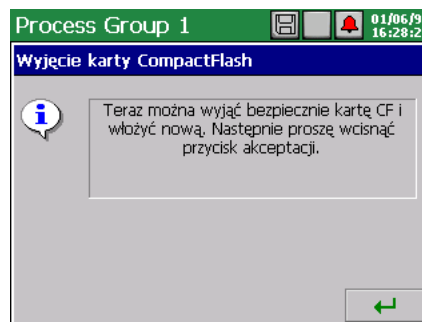 Process Group 1
01/06/9
16:28:2
Wyjęcie karty CompactFlash
Teraz można wyjąć bezpiecznie kartę CF i
włożyć nową. Następnie proszę wcisnąć
przycisk akceptacji.